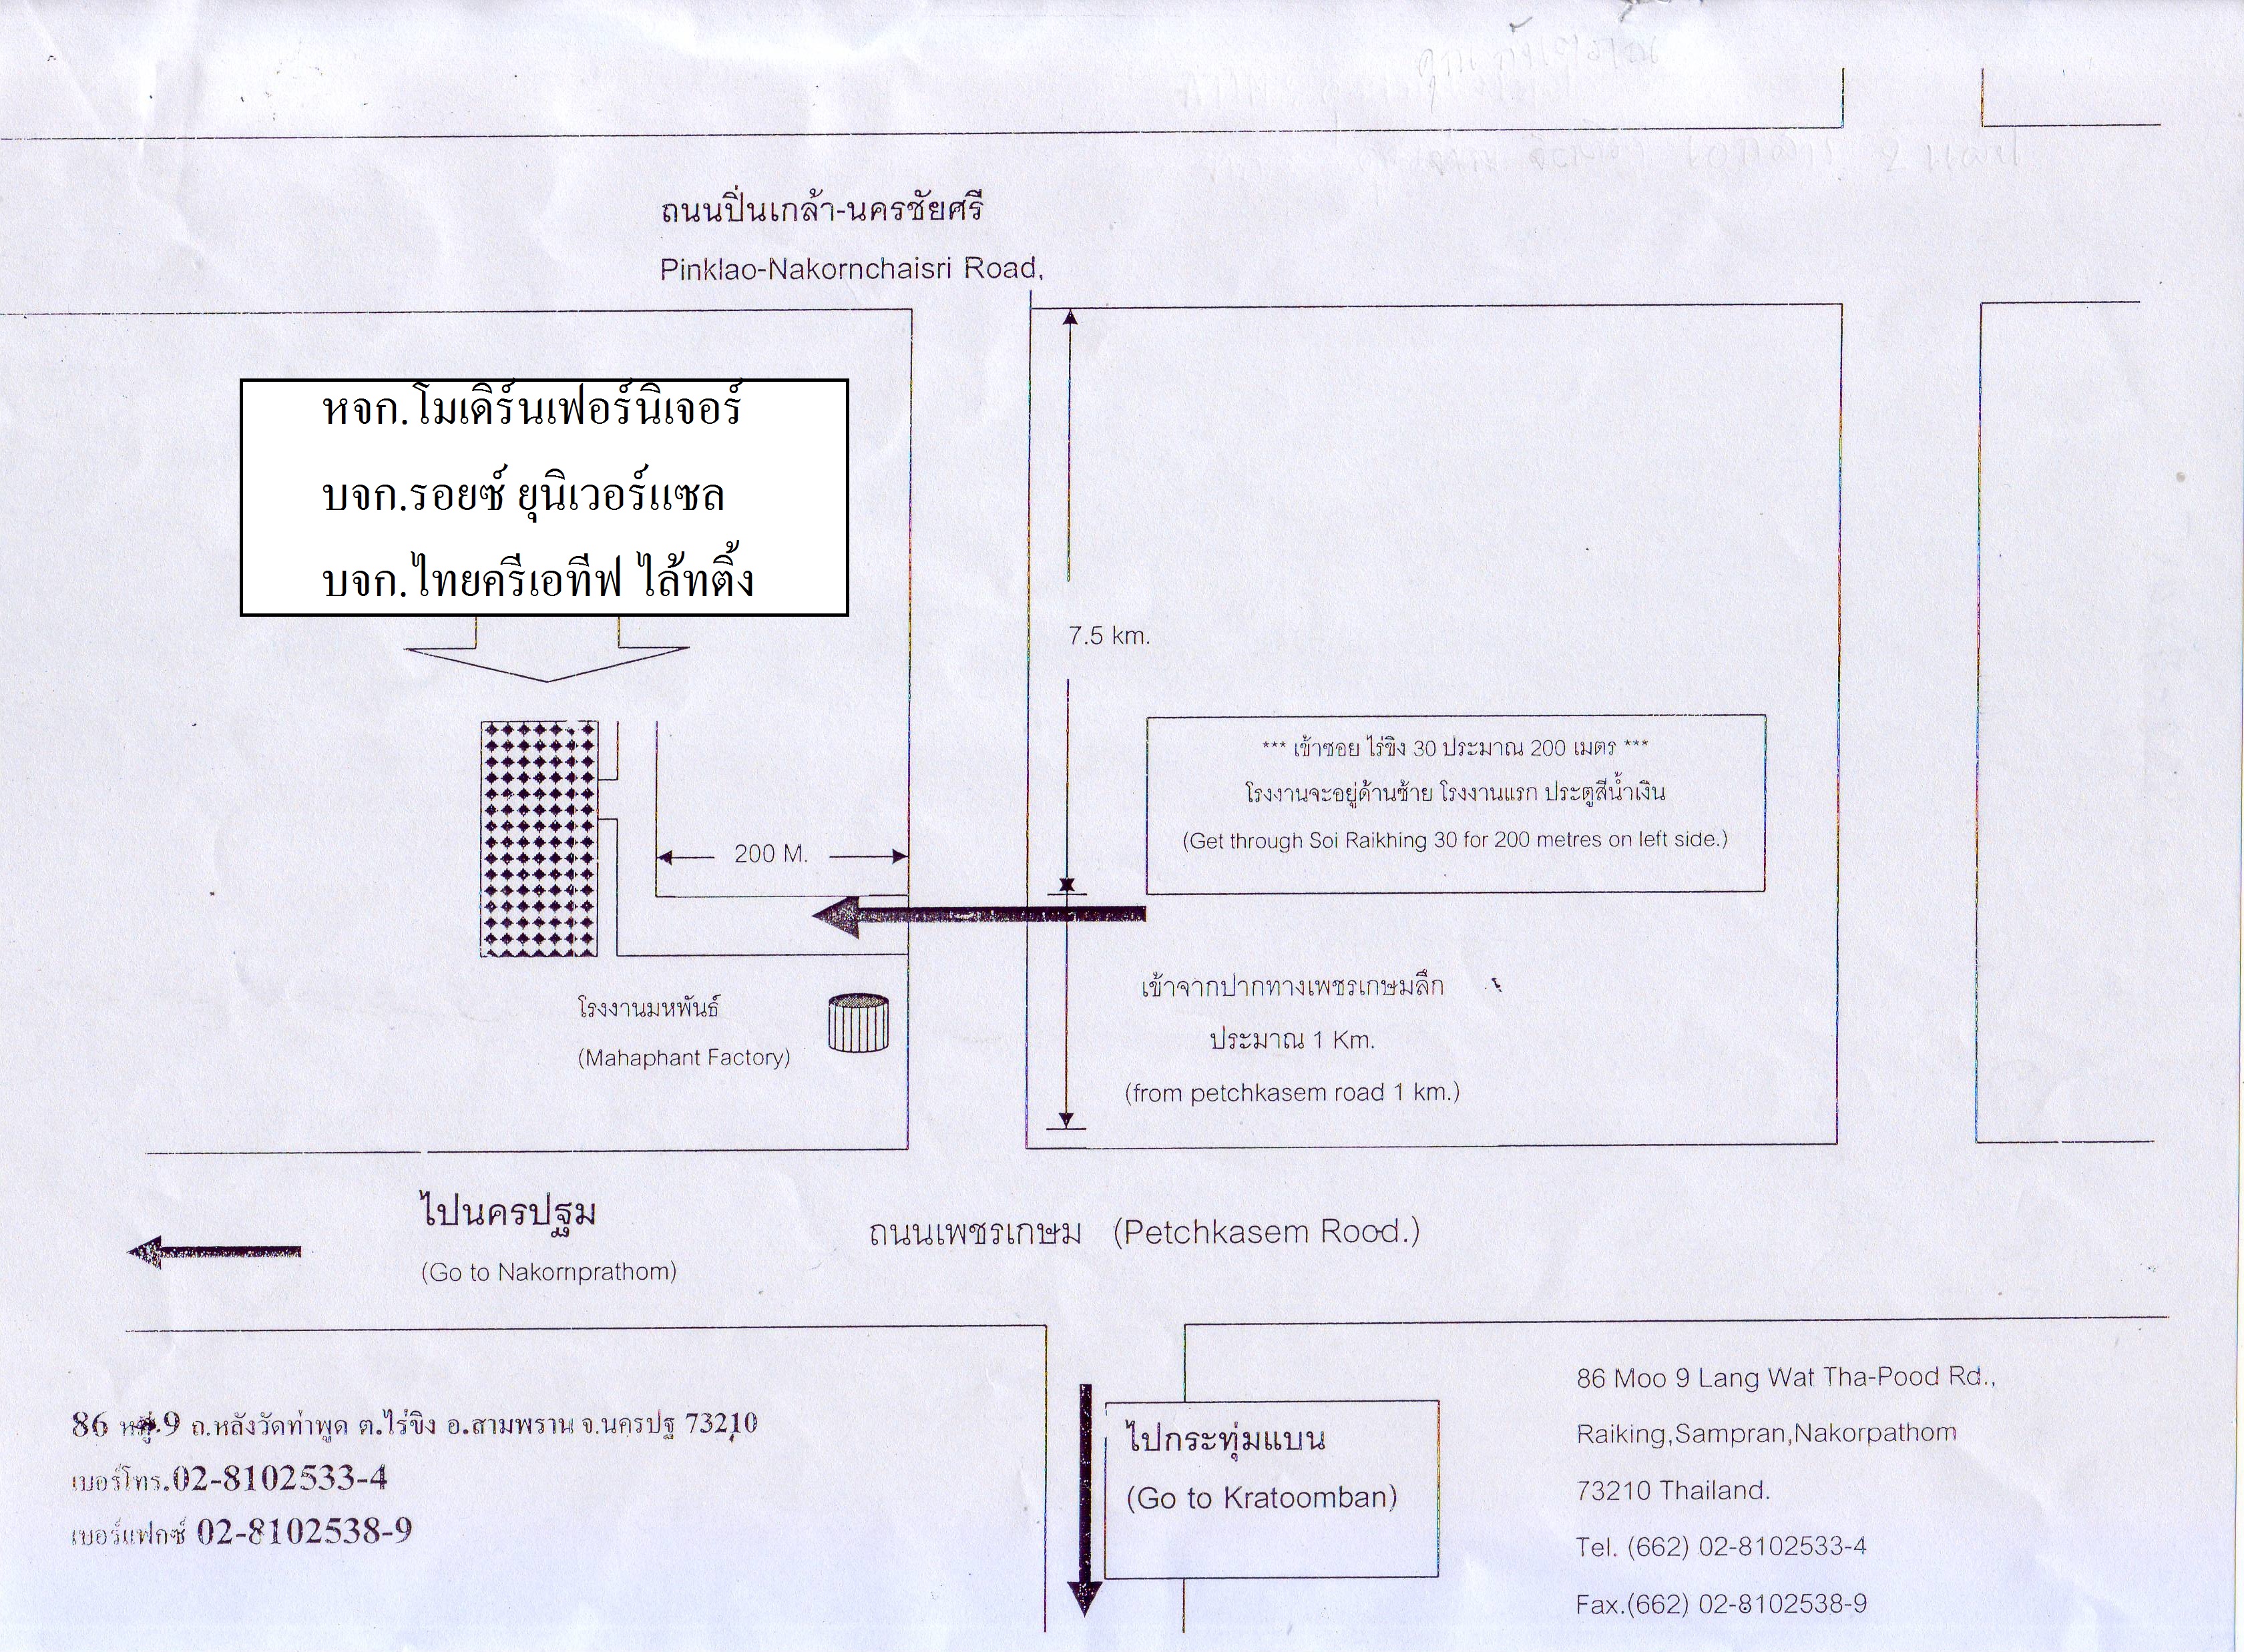 ถนนปิ่นเกล้า-นครชัยศรี
Pinklao-Nakornchaisri Road,
หจก.โมเดิร์นเฟอร์นิเจอร์
บจก.รอยซ์ ยุนิเวอร์แซล
บจก.ไทยครีเอทีฟ ไล้ทติ้ง
7.5 km.
*** เข้าซอย ไร่ขิง 30 ประมาณ 200 เมตร ***
โรงงานจะอยู่ด้านซ้าย โรงงานแรก ประตูสีน้ำเงิน
(Get through Soi Raikhing 30 for 200 metres on left side.)
200 M.
เข้าจากปากทางเพชรเกษมลึก
ประมาณ 1 Km.
(from petchkasem road 1 km.)
โรงงานมหพันธ์
(Mahaphant Factory)
ไปนครปฐม
(Go to Nakornprathom)
ถนนเพชรเกษม (Petchkasem Rood.)
86 หมู่.9 ถ.หลังวัดท่าพูด ต.ไร่ขิง อ.สามพราน จ.นครปฐ 73210
เบอร์โทร.02-8102533-4
เบอร์แฟกซ์ 02-8102538-9
ไปกระทุ่มแบน
(Go to Kratoomban)
86 Moo 9 Lang Wat Tha-Pood Rd.,
Raiking,Sampran,Nakorpathom
73210 Thailand.
Tel. (662) 02-8102533-4
Fax.(662) 02-8102538-9